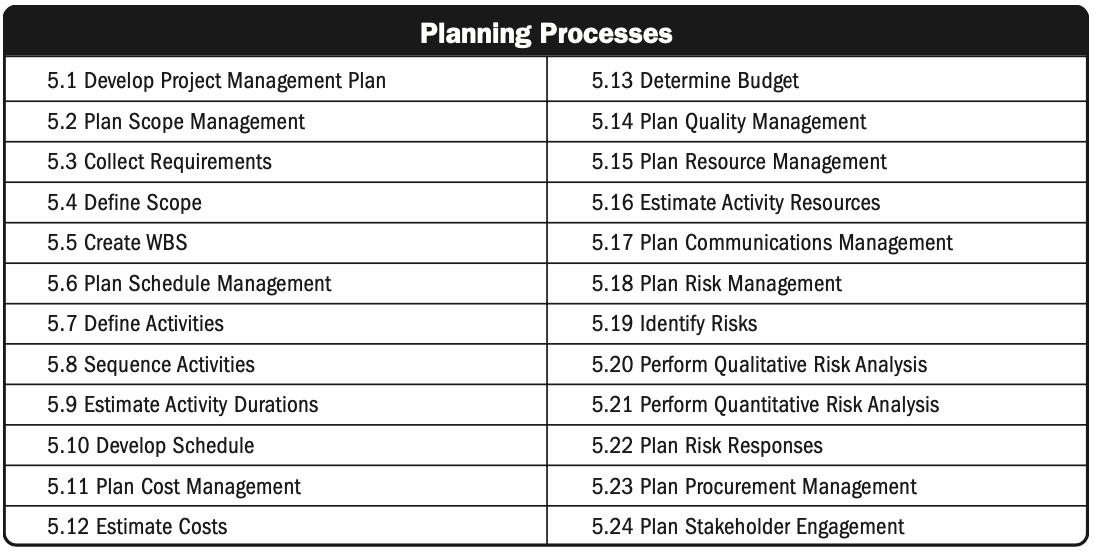 Planning Processes
5.1 Develop Project Management Plan
5.2 Plan Scope Management
5.3 Collect Requirements
5.4 Define Scope
5.5 Create WBS
5.6 Plan Schedule Management
5.7 Define Activities
5.8 Sequence Activities
5.9 Estimate Activity Durations
5.10 Develop Schedule
5.11 Plan Cost Management
5.12 Estimate Costs
5.13 Determine Budget
5.14 Plan Quality Management
5.15 Plan Resource Management
5.16 Estimate Activity Resources
5.17 Plan Communications Management
5.18 Plan Risk Management
5.19 Identify Risks
5.20 Perform Qualitative Risk Analysis
5.21 Perform Quantitative Risk Analysis
5.22 Plan Risk Responses
5.23 Plan Procurement Management
5.24 Plan Stakeholder Engagement